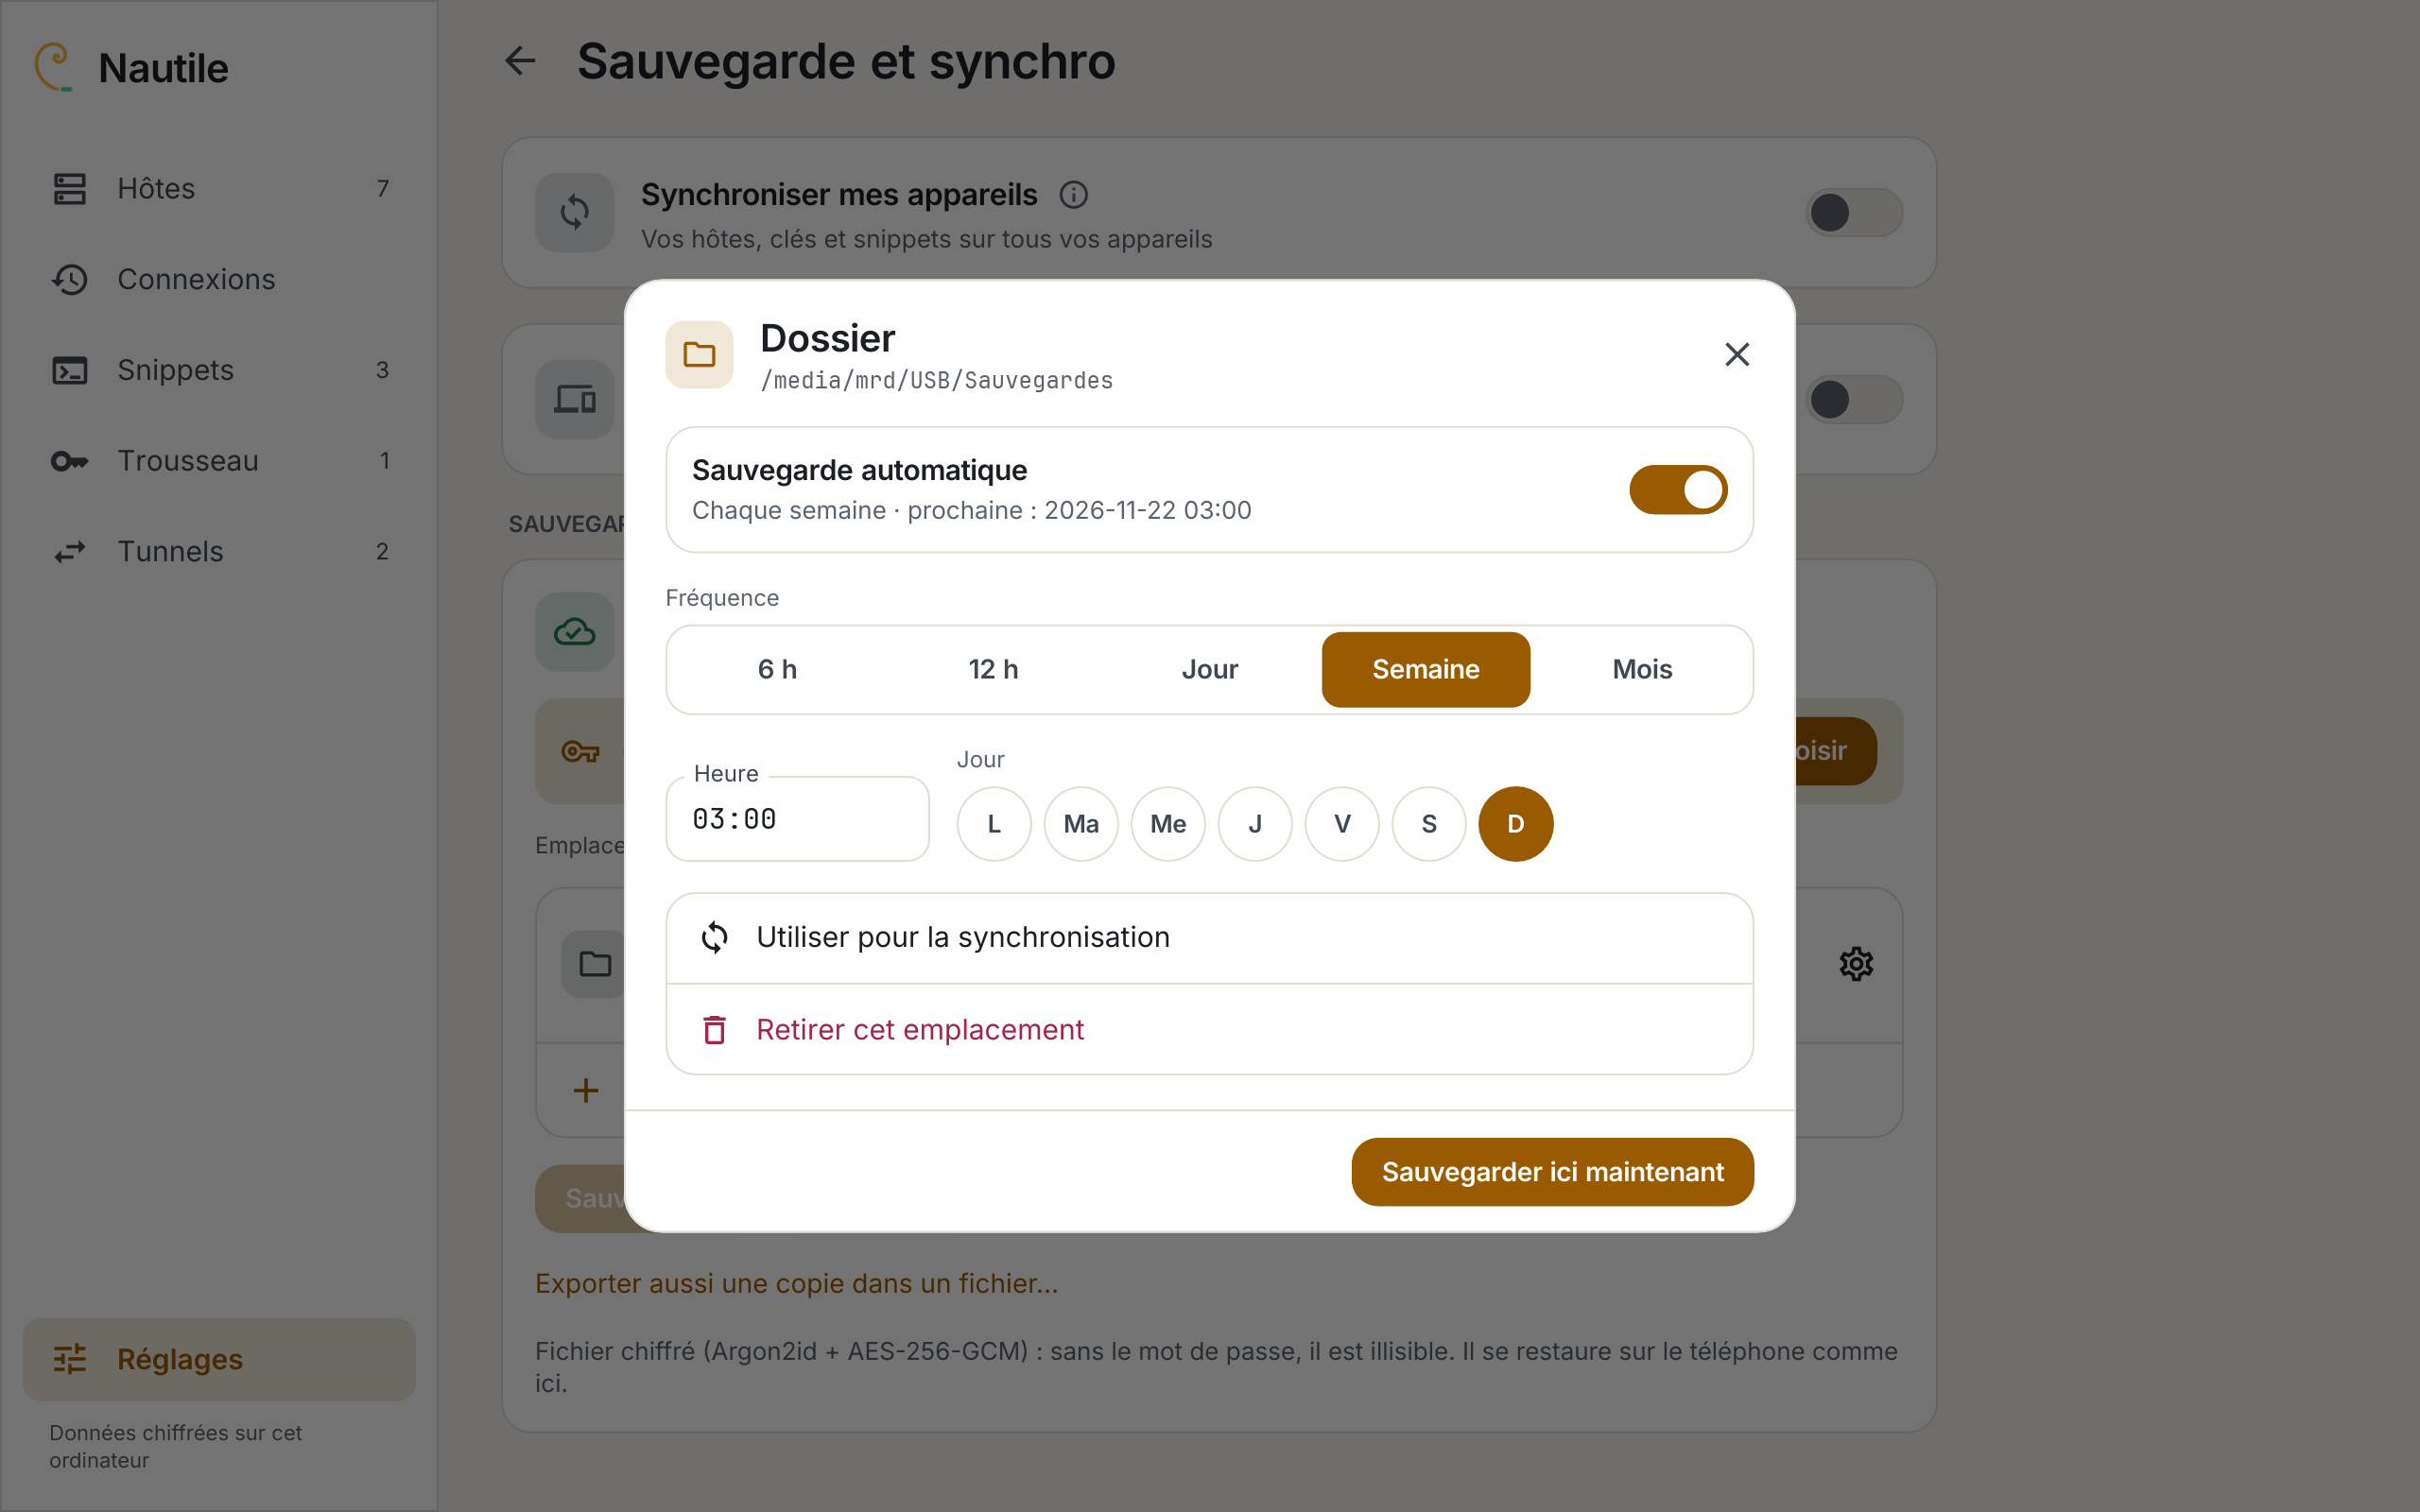 Nautile
Hôtes 7
Connexions
Snippets 3
Trousseau 1
Tunnels 2
Réglages
Données chiffrées sur cet
ordinateur
Sauvegarde et synchro
Synchroniser mes appareils
Vos hôtes, clés et snippets sur tous vos appareils
Dossier
/media/mrd/USB/Sauvegardes
Sauvegarde automatique
Chaque semaine · prochaine : 2026-11-22 03:00
Fréquence
6 h 12 h Jour Semaine Mois
Heure
03:00
Jour
L Ma Me J V S D
Utiliser pour la synchronisation
Retirer cet emplacement
Sauvegarder ici maintenant
Exporter aussi une copie dans un fichier...
Fichier chiffré (Argon2id + AES-256-GCM) : sans le mot de passe, il est illisible. Il se restaure sur le téléphone comme
ici.